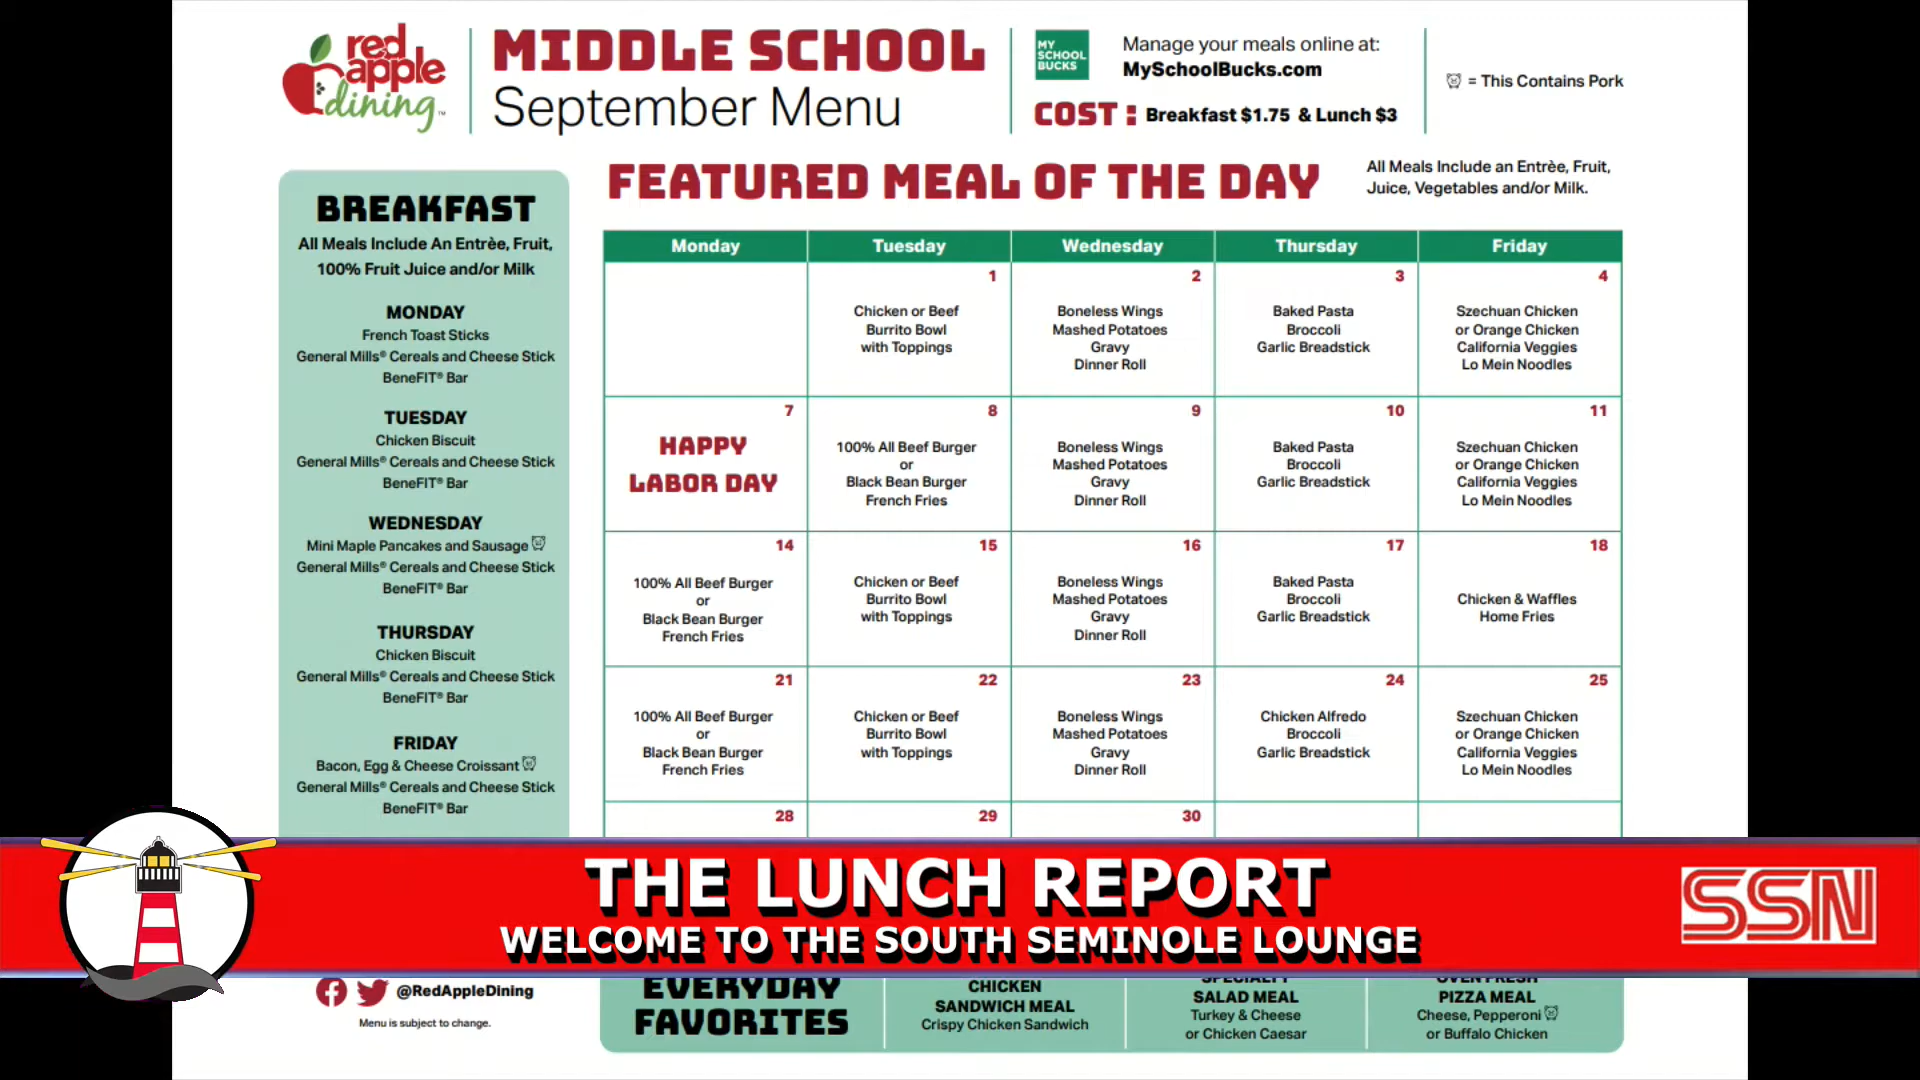 red
apple
dining™
MIDDLE SCHOOL
September Menu
MY
SCHOOL
BUCKS
Manage your meals online at:
MySchoolBucks.com
COST : Breakfast $1.75 & Lunch $3
= This Contains Pork
FEATURED MEAL OF THE DAY
All Meals Include an Entrèe, Fruit,
Juice, Vegetables and/or Milk.
BREAKFAST
All Meals Include An Entrèe, Fruit,
100% Fruit Juice and/or Milk
MONDAY
French Toast Sticks
General Mills® Cereals and Cheese Stick
BeneFIT® Bar
TUESDAY
Chicken Biscuit
General Mills® Cereals and Cheese Stick
BeneFIT® Bar
WEDNESDAY
Mini Maple Pancakes and Sausage
General Mills® Cereals and Cheese Stick
BeneFIT® Bar
THURSDAY
Chicken Biscuit
General Mills® Cereals and Cheese Stick
BeneFIT® Bar
FRIDAY
Bacon, Egg & Cheese Croissant
General Mills® Cereals and Cheese Stick
BeneFIT® Bar
Monday Tuesday Wednesday Thursday Friday
1
Chicken or Beef
Burrito Bowl
with Toppings
2
Boneless Wings
Mashed Potatoes
Gravy
Dinner Roll
3
Baked Pasta
Broccoli
Garlic Breadstick
4
Szechuan Chicken
or Orange Chicken
California Veggies
Lo Mein Noodles
7
HAPPY
LABOR DAY
8
100% All Beef Burger
or
Black Bean Burger
French Fries
9
Boneless Wings
Mashed Potatoes
Gravy
Dinner Roll
10
Baked Pasta
Broccoli
Garlic Breadstick
11
Szechuan Chicken
or Orange Chicken
California Veggies
Lo Mein Noodles
14
100% All Beef Burger
or
Black Bean Burger
French Fries
15
Chicken or Beef
Burrito Bowl
with Toppings
16
Boneless Wings
Mashed Potatoes
Gravy
Dinner Roll
17
Baked Pasta
Broccoli
Garlic Breadstick
18
Chicken & Waffles
Home Fries
21
100% All Beef Burger
or
Black Bean Burger
French Fries
22
Chicken or Beef
Burrito Bowl
with Toppings
23
Boneless Wings
Mashed Potatoes
Gravy
Dinner Roll
24
Chicken Alfredo
Broccoli
Garlic Breadstick
25
Szechuan Chicken
or Orange Chicken
California Veggies
Lo Mein Noodles
28
29
30
THE LUNCH REPORT
WELCOME TO THE SOUTH SEMINOLE LOUNGE
SSN
@RedAppleDining
Menu is subject to change.
EVERYDAY
FAVORITES
CHICKEN
SANDWICH MEAL
Crispy Chicken Sandwich
SPECIALTY
SALAD MEAL
Turkey & Cheese
or Chicken Caesar
OVEN FRESH
PIZZA MEAL
Cheese, Pepperoni
or Buffalo Chicken